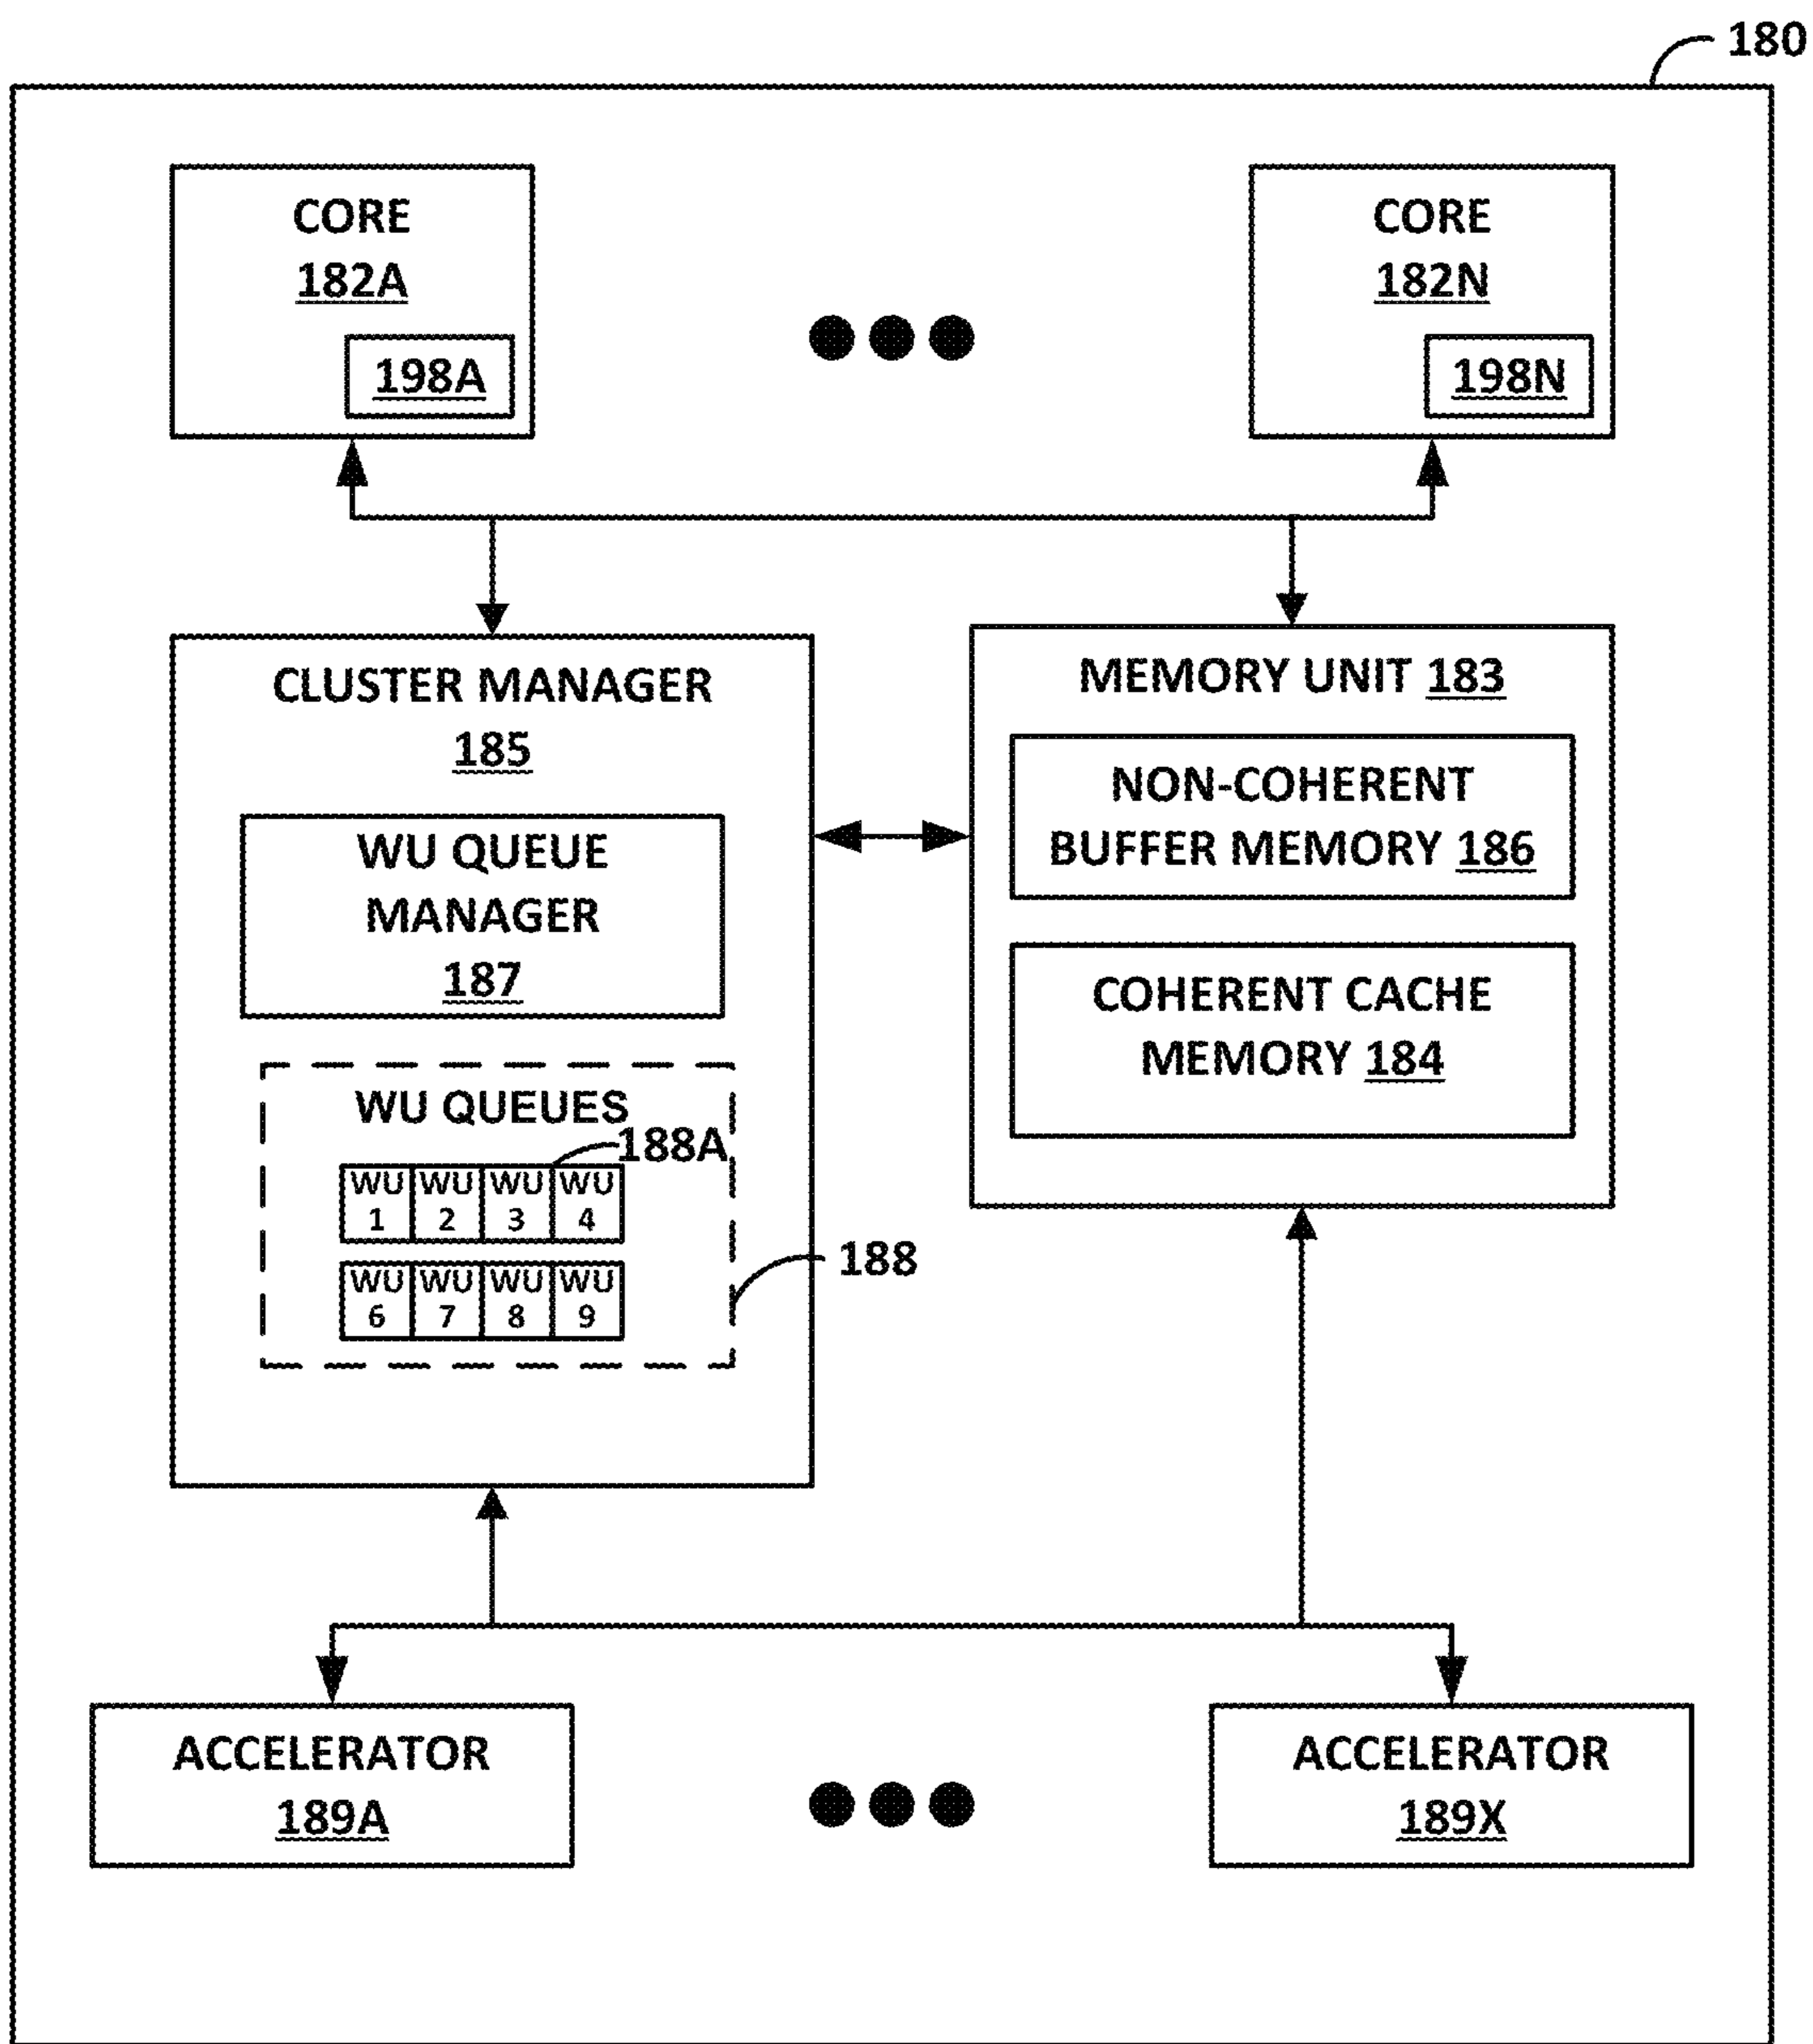 180
CORE
182A
198A
CORE
182N
198N
CLUSTER MANAGER
185
WU QUEUE
MANAGER
187
WU QUEUES
188A
WU WU WU WU
1 2 3 4
WU WU WU WU
6 7 8 9
188
MEMORY UNIT 183
NON-COHERENT
BUFFER MEMORY 186
COHERENT CACHE
MEMORY 184
ACCELERATOR
189A
ACCELERATOR
189X